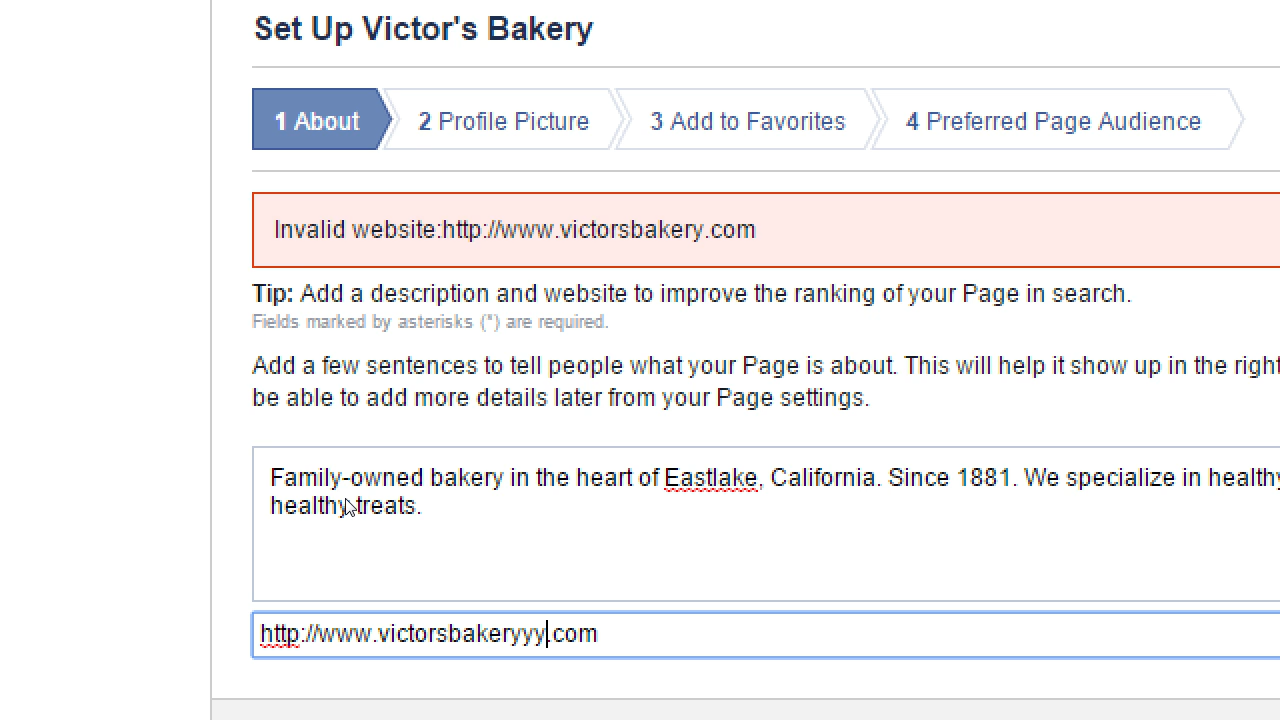 Set Up Victor's Bakery
1 About 2 Profile Picture 3 Add to Favorites 4 Preferred Page Audience
Invalid website:http://www.victorsbakery.com
Tip: Add a description and website to improve the ranking of your Page in search.
Fields marked by asterisks (*) are required.
Add a few sentences to tell people what your Page is about. This will help it show up in the right
be able to add more details later from your Page settings.
Family-owned bakery in the heart of Eastlake, California. Since 1881. We specialize in healthy
healthy treats.
http://www.victorsbakeryyy.com